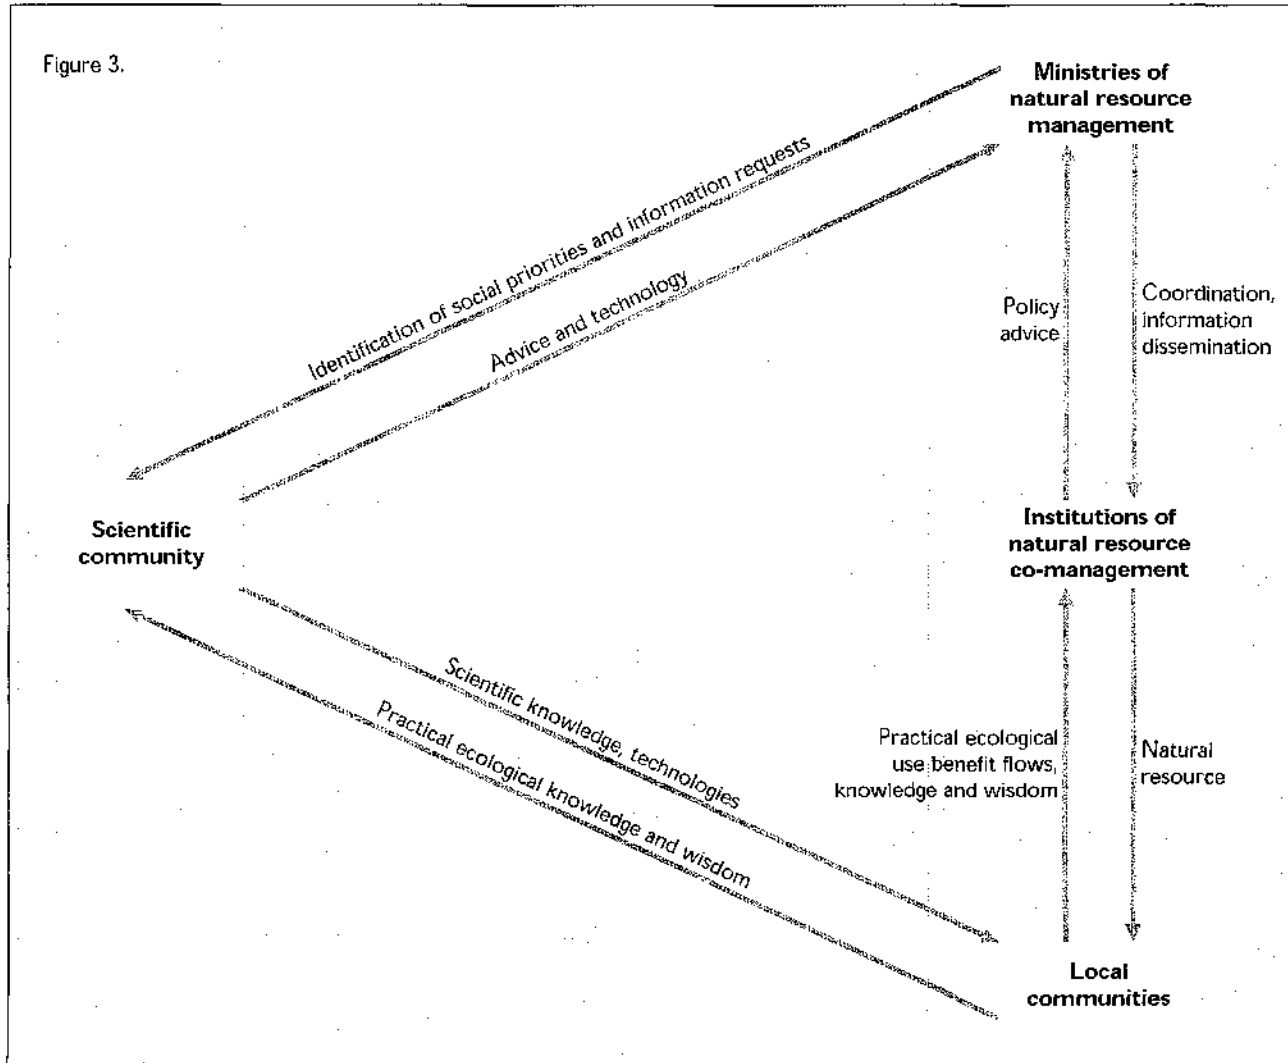 Figure 3.
Ministries of
natural resource
management
Identification of social priorities and information requests
Advice and technology
Policy
advice
Coordination,
information
dissemination
Scientific
community
Institutions of
natural resource
co-management
Scientific knowledge, technologies
Practical ecological knowledge and wisdom
Practical ecological
use benefit flows,
knowledge and wisdom
Natural
resource
Local
communities